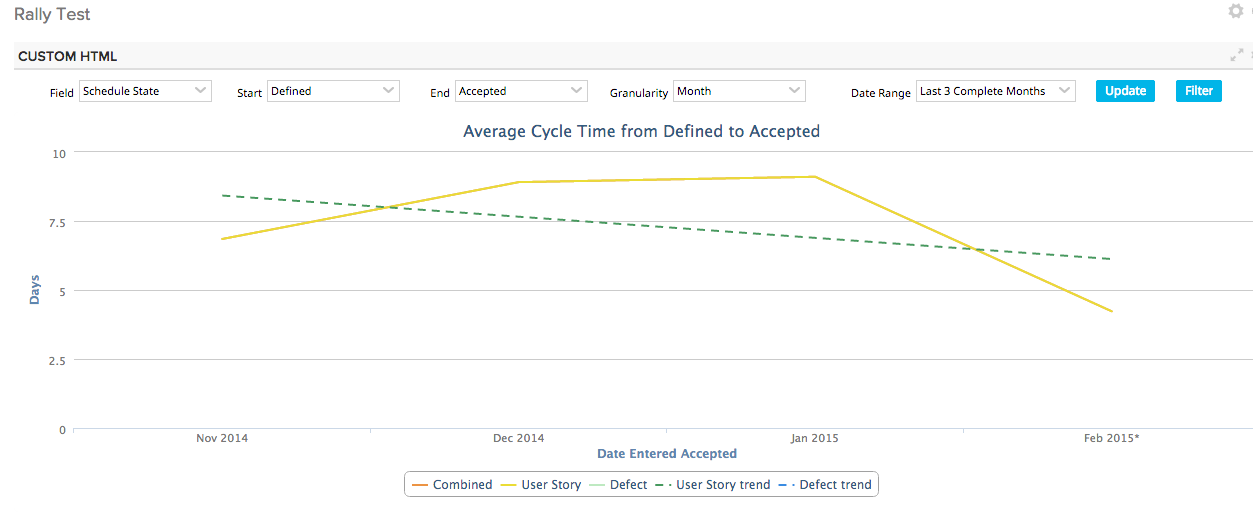 Rally Test
CUSTOM HTML
Field Schedule State Start Defined End Accepted Granularity Month Date Range Last 3 Complete Months Update Filter
Average Cycle Time from Defined to Accepted
10
7.5
5
2.5
0
Days
Nov 2014 Dec 2014 Jan 2015 Feb 2015*
Date Entered Accepted
Combined User Story Defect User Story trend Defect trend